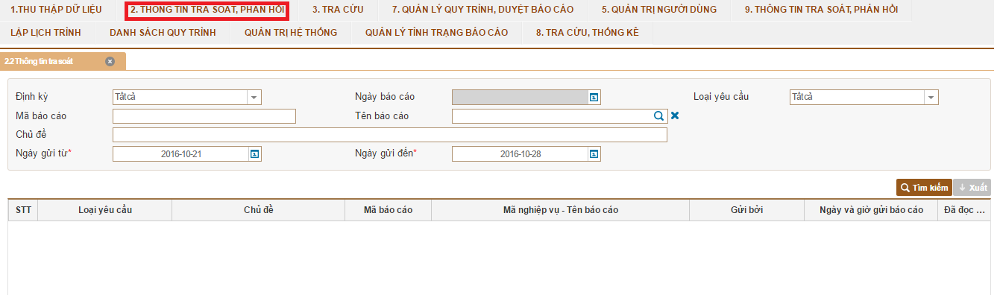 1.THU THẬP DỮ LIỆU 2. THÔNG TIN TRA SOÁT, PHẢN HỒI 3. TRA CỨU 7. QUẢN LÝ QUY TRÌNH, DUYỆT BÁO CÁO 5. QUẢN TRỊ NGƯỜI DÙNG 9. THÔNG TIN TRA SOÁT, PHẢN HỒI
LẬP LỊCH TRÌNH DANH SÁCH QUY TRÌNH QUẢN TRỊ HỆ THỐNG QUẢN LÝ TÌNH TRẠNG BÁO CÁO 8. TRA CỨU, THỐNG KÊ
2.2 Thông tin tra soát
Định kỳ Tất cả Ngày báo cáo Loại yêu cầu Tất cả
Mã báo cáo Tên báo cáo
Chủ đề
Ngày gửi từ* 2016-10-21 Ngày gửi đến* 2016-10-28
Tìm kiếm Xuất
STT Loại yêu cầu Chủ đề Mã báo cáo Mã nghiệp vụ - Tên báo cáo Gửi bởi Ngày và giờ gửi báo cáo Đã đọc ...